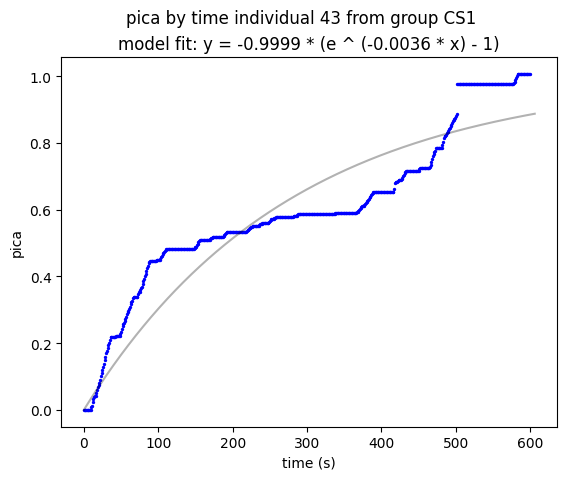 pica by time individual 43 from group CS1
model fit: y = -0.9999 * (e ^ (-0.0036 * x) - 1)
1.0
0.8
0.6
0.4
0.2
0.0
pica
0 100 200 300 400 500 600
time (s)